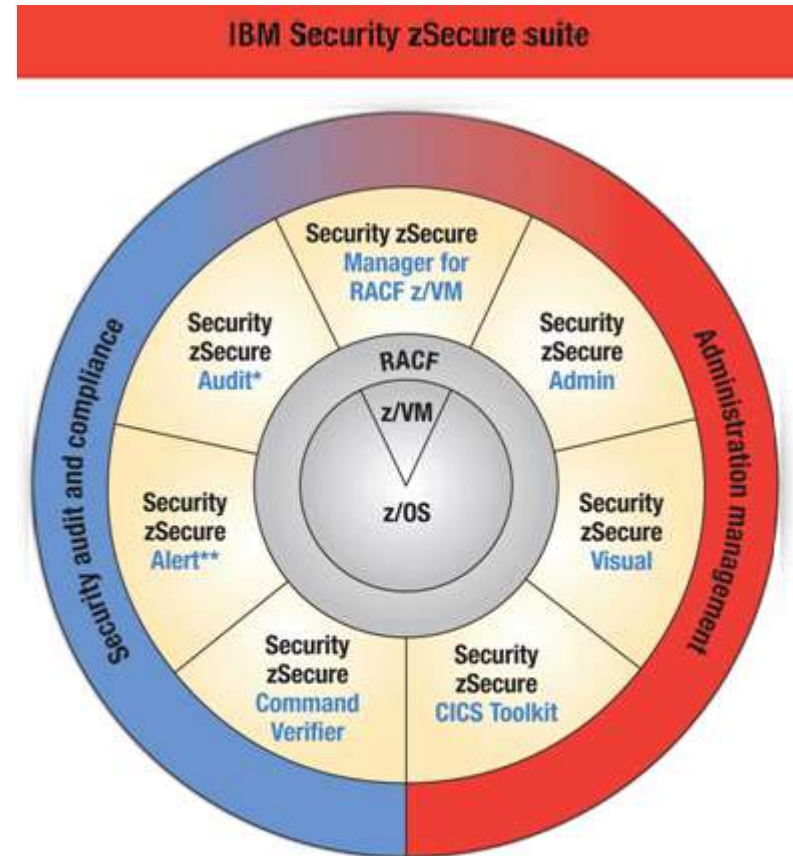 IBM Security zSecure suite
Security zSecure
Manager for
RACF z/VM
Security
zSecure
Audit*
Security
zSecure
Admin
RACF
z/VM
z/OS
Security
zSecure
Alert**
Security
zSecure
Visual
Security
zSecure
Command
Verifier
Security
zSecure
CICS Toolkit
Security audit and compliance
Administration management